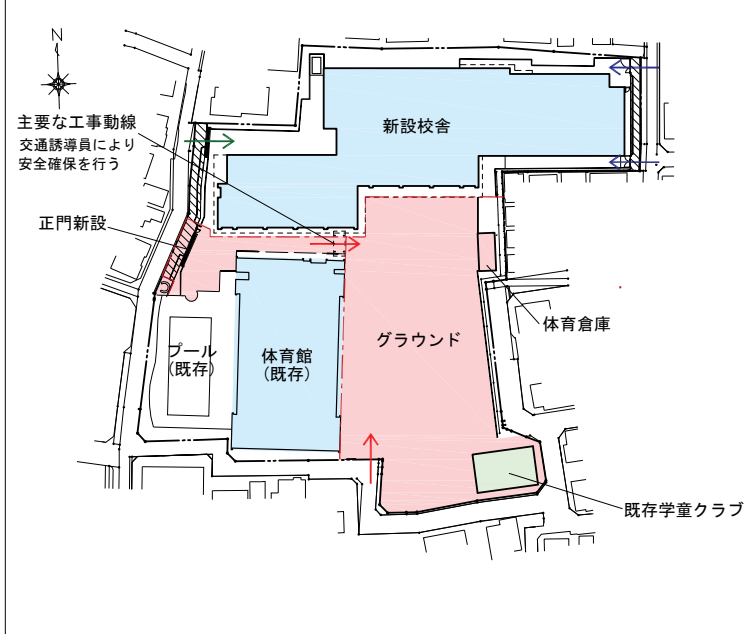 N
主要な工事動線
交通誘導員により
安全確保を行う
新設校舎
正門新設
体育倉庫
グラウンド
プール
(既存)
体育館
(既存)
既存学童クラブ